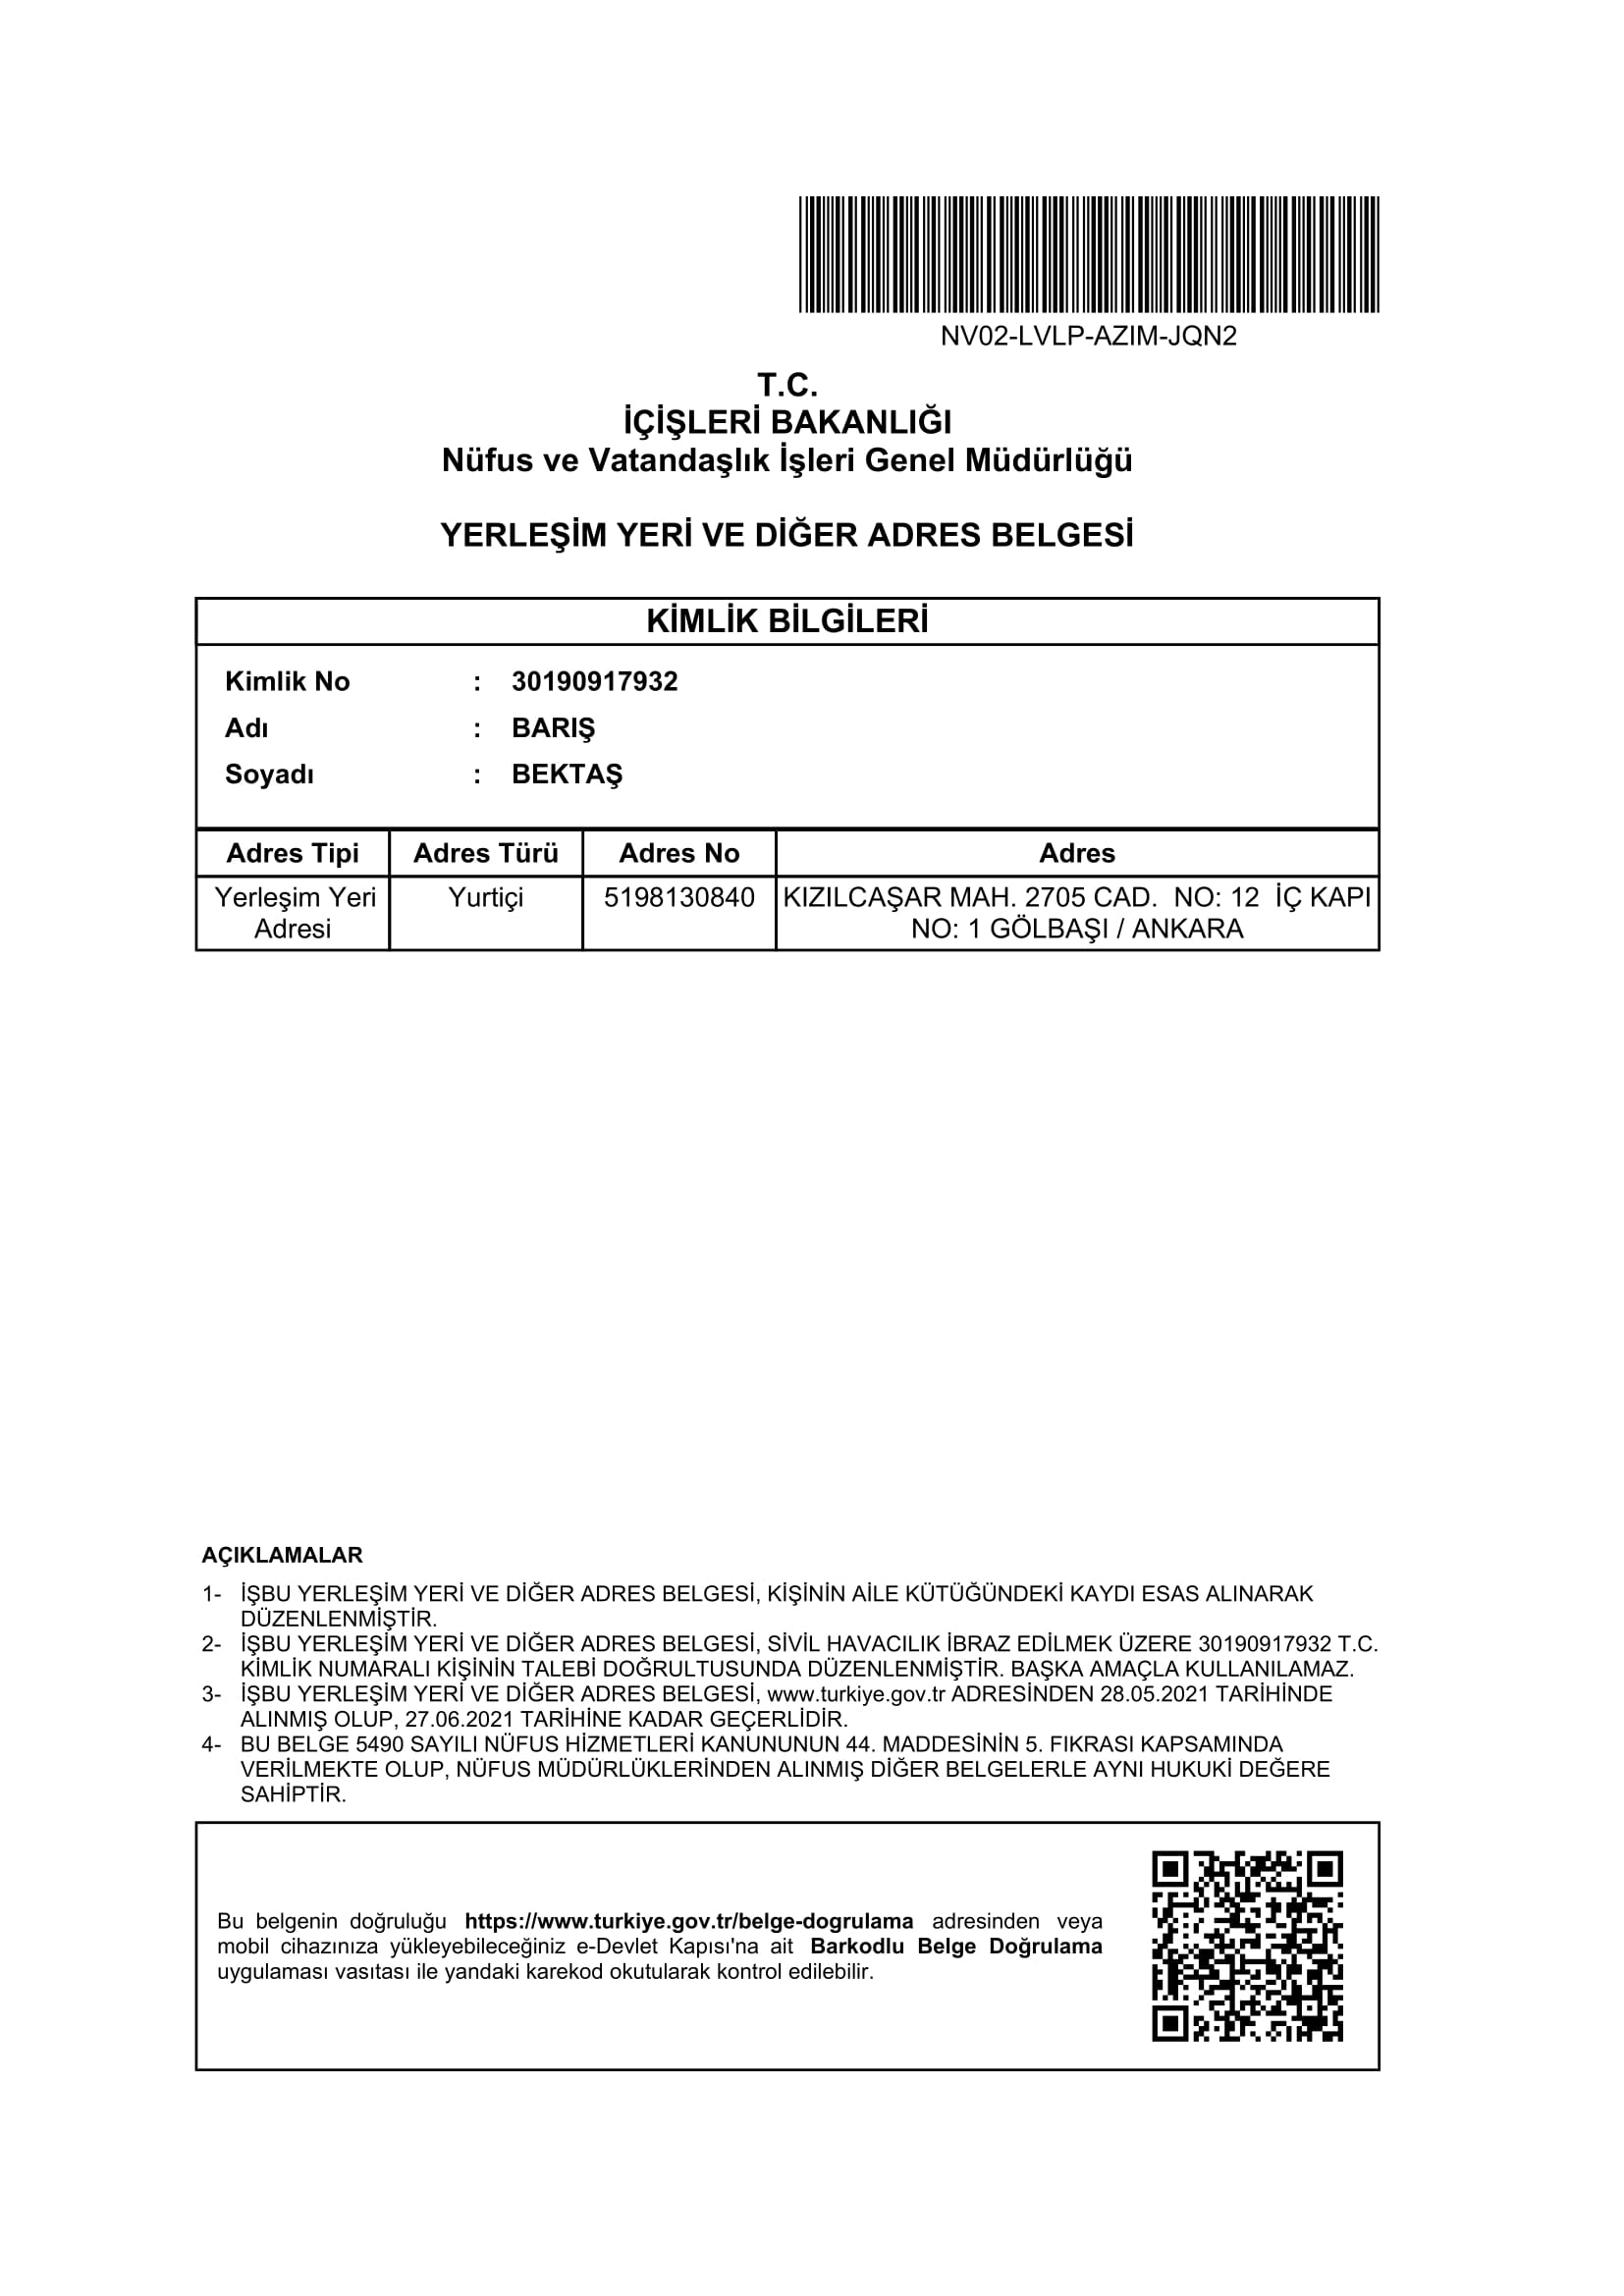 NV02-LVLP-AZIM-JQN2
T.C.
İÇİŞLERİ BAKANLIĞI
Nüfus ve Vatandaşlık İşleri Genel Müdürlüğü
YERLEŞİM YERİ VE DİĞER ADRES BELGESİ
KİMLİK BİLGİLERİ
Kimlik No : 30190917932
Adı : BARIŞ
Soyadı : BEKTAŞ
Adres Tipi Adres Türü Adres No Adres
Yerleşim Yeri Yurtiçi 5198130840 KIZILCAŞAR MAH. 2705 CAD. NO: 12 İÇ KAPI
Adresi NO: 1 GÖLBAŞI / ANKARA
AÇIKLAMALAR
1- İŞBU YERLEŞİM YERİ VE DİĞER ADRES BELGESİ, KİŞİNİN AİLE KÜTÜĞÜNDEKİ KAYDI ESAS ALINARAK
DÜZENLENMİŞTİR.
2- İŞBU YERLEŞİM YERİ VE DİĞER ADRES BELGESİ, SİVİL HAVACILIK İBRAZ EDİLMEK ÜZERE 30190917932 T.C.
KİMLİK NUMARALI KİŞİNİN TALEBİ DOĞRULTUSUNDA DÜZENLENMİŞTİR. BAŞKA AMAÇLA KULLANILAMAZ.
3- İŞBU YERLEŞİM YERİ VE DİĞER ADRES BELGESİ, www.turkiye.gov.tr ADRESİNDEN 28.05.2021 TARİHİNDE
ALINMIŞ OLUP, 27.06.2021 TARİHİNE KADAR GEÇERLİDİR.
4- BU BELGE 5490 SAYILI NÜFUS HİZMETLERİ KANUNUNUN 44. MADDESİNİN 5. FIKRASI KAPSAMINDA
VERİLMEKTE OLUP, NÜFUS MÜDÜRLÜKLERİNDEN ALINMIŞ DİĞER BELGELERLE AYNI HUKUKİ DEĞERE
SAHİPTİR.
Bu belgenin doğruluğu https://www.turkiye.gov.tr/belge-dogrulama adresinden veya
mobil cihazınıza yükleyebileceğiniz e-Devlet Kapısı'na ait Barkodlu Belge Doğrulama
uygulaması vasıtası ile yandaki karekod okutularak kontrol edilebilir.